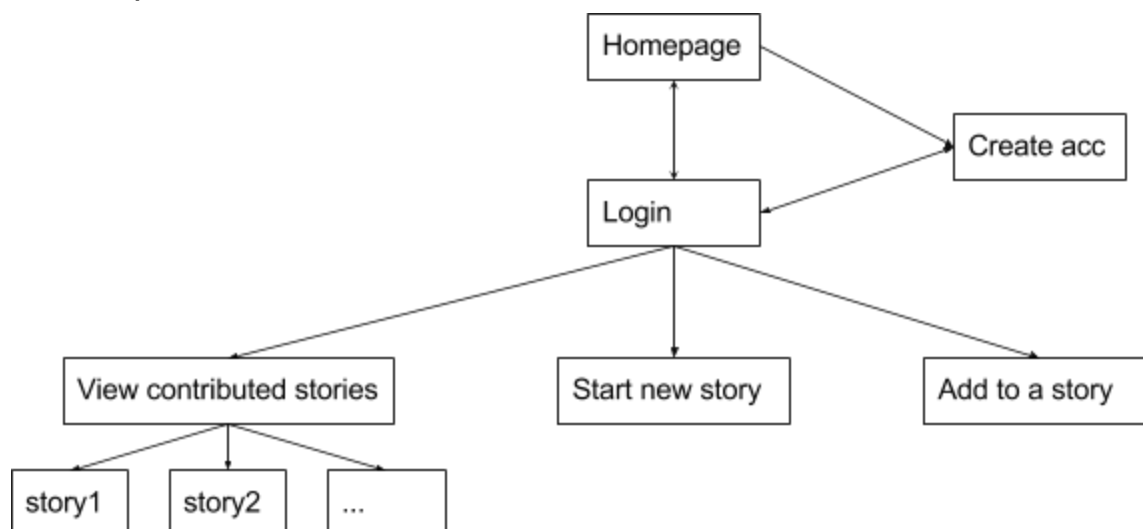 Homepage
Create acc
Login
View contributed stories
Start new story
Add to a story
story1
story2
...